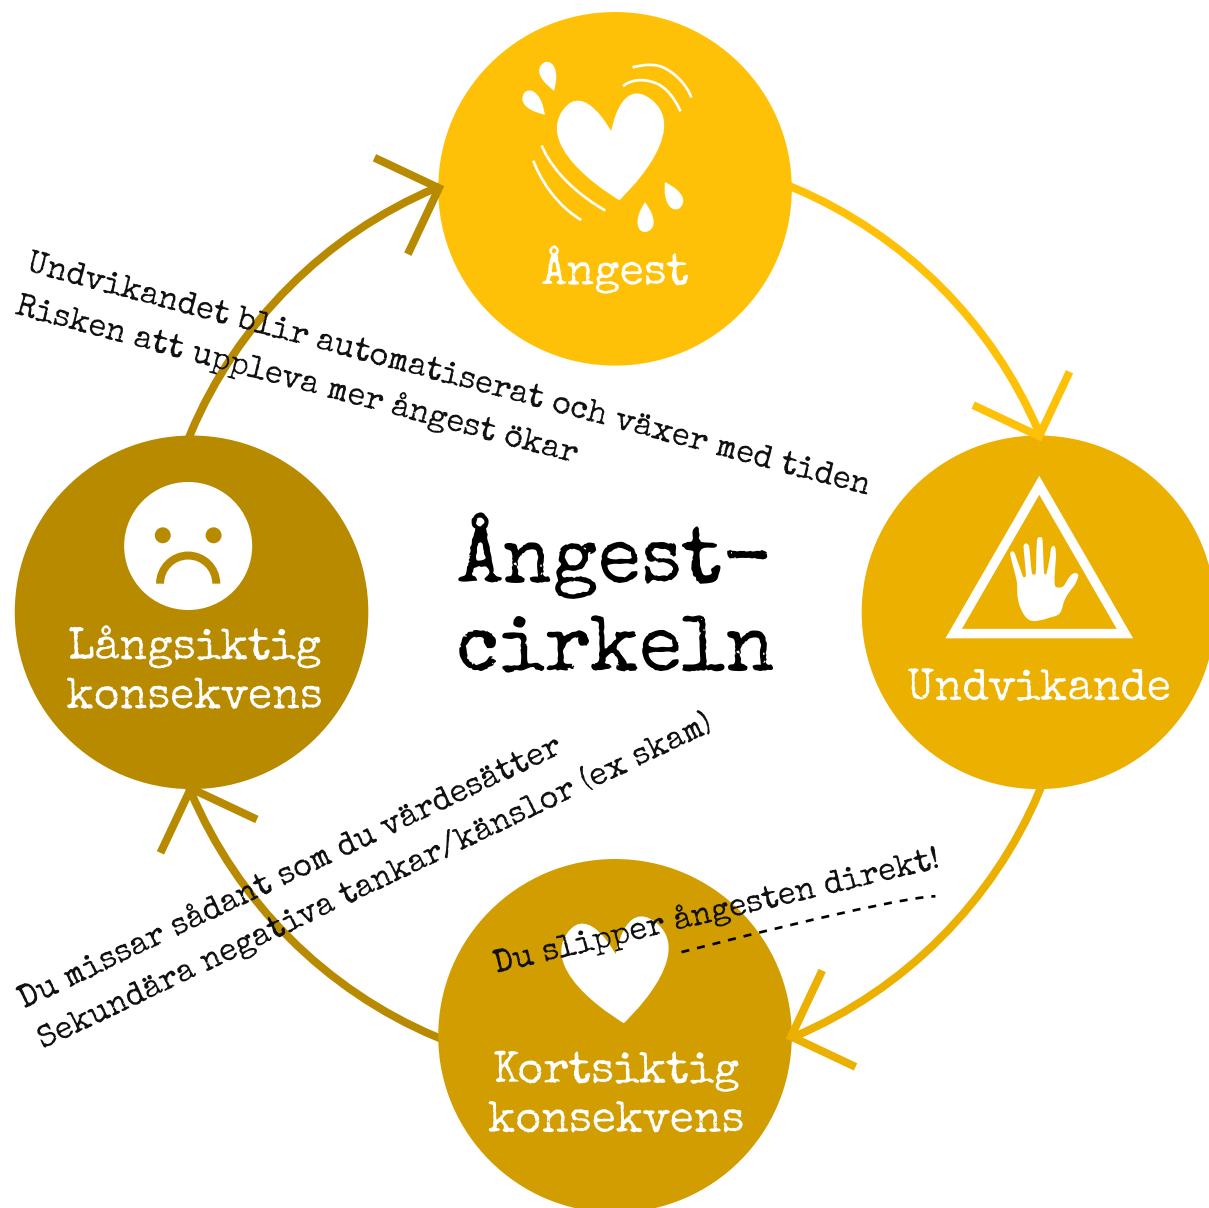 Ångest
Undvikandet blir automatiserat och växer med tiden
Risken att uppleva mer ångest ökar
Ångest-
cirkeln
Långsiktig
konsekvens
Undvikande
Du missar sådant som du värdesätter
Sekundära negativa tankar/känslor (ex skam)
Du slipper ångesten direkt!
Kortsiktig
konsekvens